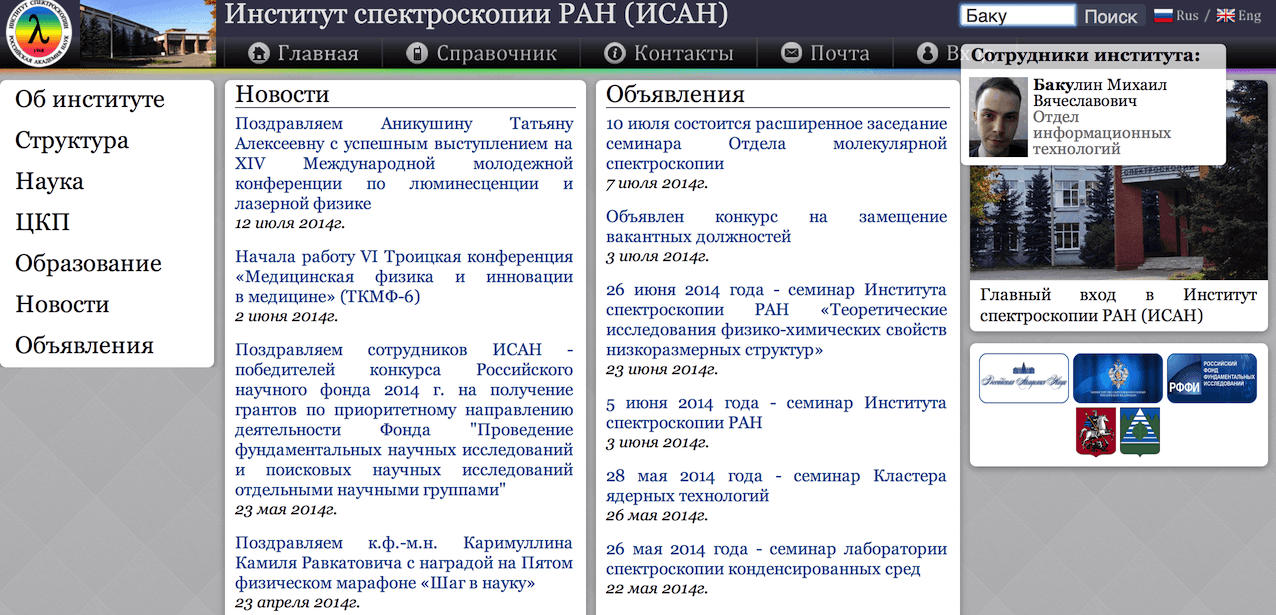 ИНСТИТУТ СПЕКТРОСКОПИИ
РОССИЙСКАЯ АКАДЕМИЯ НАУК
λ
1968
Институт спектроскопии РАН (ИСАН)
Баку
Поиск
Rus / Eng
Главная
Справочник
Контакты
Почта
Вх
Сотрудники института:
Бакулин Михаил
Вячеславович
Отдел
информационных
технологий
Об институте
Структура
Наука
ЦКП
Образование
Новости
Объявления
Новости
Поздравляем Аникушину Татьяну
Алексеевну с успешным выступлением на
XIV Международной молодежной
конференции по люминесценции и
лазерной физике
12 июля 2014г.
Начала работу VI Троицкая конференция
«Медицинская физика и инновации
в медицине» (ТКМФ-6)
2 июня 2014г.
Поздравляем сотрудников ИСАН -
победителей конкурса Российского
научного фонда 2014 г. на получение
грантов по приоритетному направлению
деятельности Фонда "Проведение
фундаментальных научных исследований
и поисковых научных исследований
отдельными научными группами"
23 мая 2014г.
Поздравляем к.ф.-м.н. Каримуллина
Камиля Равкатовича с наградой на Пятом
физическом марафоне «Шаг в науку»
23 апреля 2014г.
Объявления
10 июля состоится расширенное заседание
семинара Отдела молекулярной
спектроскопии
7 июля 2014г.
Объявлен конкурс на замещение
вакантных должностей
3 июля 2014г.
26 июня 2014 года - семинар Института
спектроскопии РАН «Теоретические
исследования физико-химических свойств
низкоразмерных структур»
23 июня 2014г.
5 июня 2014 года - семинар Института
спектроскопии РАН
3 июня 2014г.
28 мая 2014 года - семинар Кластера
ядерных технологий
26 мая 2014г.
26 мая 2014 года - семинар лаборатории
спектроскопии конденсированных сред
22 мая 2014г.
Главный вход в Институт
спектроскопии РАН (ИСАН)
Российская Академия Наук
РОССИЙСКИЙ
ФОНД
ФУНДАМЕНТАЛЬНЫХ
ИССЛЕДОВАНИЙ
РФФИ